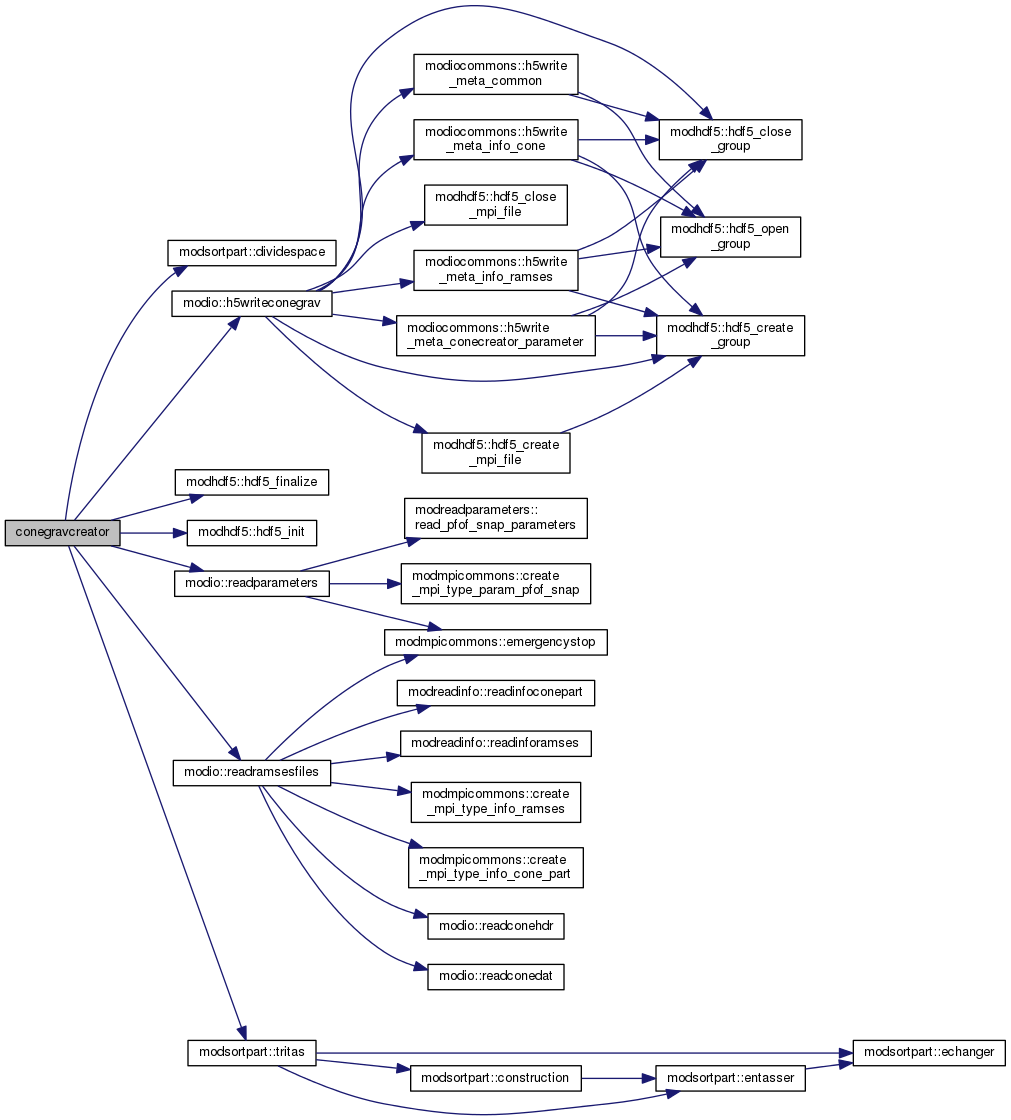 modiocommons::h5write
_meta_common
modhdf5::hdf5_close
_group
modiocommons::h5write
_meta_info_cone
modhdf5::hdf5_close
_mpi_file
modhdf5::hdf5_open
_group
modsortpart::dividespace
modiocommons::h5write
_meta_info_ramses
modio::h5writeconegrav
modiocommons::h5write
_meta_conecreator_parameter
modhdf5::hdf5_create
_group
modhdf5::hdf5_create
_mpi_file
modhdf5::hdf5_finalize
modreadparameters::
read_pfof_snap_parameters
conegravcreator
modhdf5::hdf5_init
modio::readparameters
modmpicommons::create
_mpi_type_param_pfof_snap
modmpicommons::emergencystop
modreadinfo::readinfoconepart
modreadinfo::readinforamses
modio::readramsesfiles
modmpicommons::create
_mpi_type_info_ramses
modmpicommons::create
_mpi_type_info_cone_part
modio::readconehdr
modio::readconedat
modsortpart::tritas
modsortpart::echanger
modsortpart::construction
modsortpart::entasser